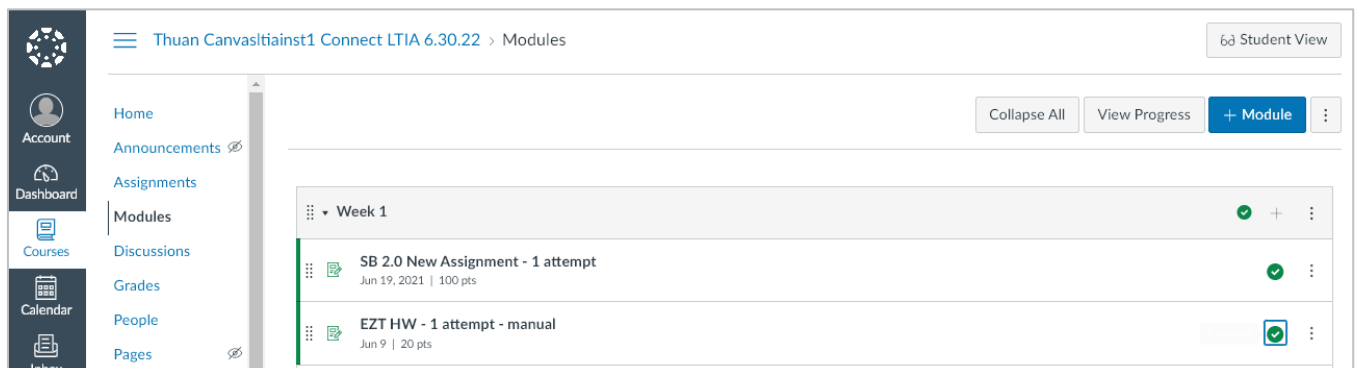 Thuan Canvasltiainst1 Connect LTIA 6.30.22 > Modules
Student View
Account
Dashboard
Courses
Calendar
Inbox
Home
Announcements
Assignments
Modules
Discussions
Grades
People
Pages
Collapse All
View Progress
+ Module
Week 1
SB 2.0 New Assignment - 1 attempt
Jun 19, 2021 | 100 pts
EZT HW - 1 attempt - manual
Jun 9 | 20 pts